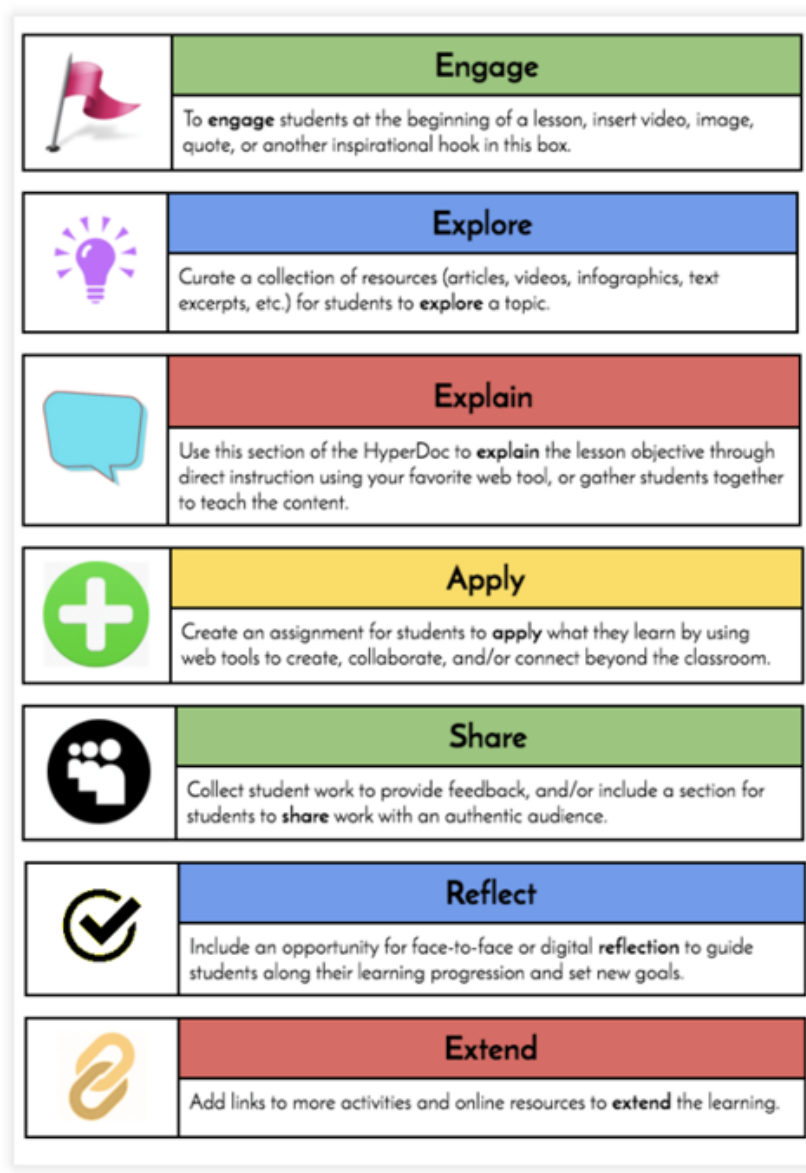 Engage
To engage students at the beginning of a lesson, insert video, image,
quote, or another inspirational hook in this box.
Explore
Curate a collection of resources (articles, videos, infographics, text
excerpts, etc.) for students to explore a topic.
Explain
Use this section of the HyperDoc to explain the lesson objective through
direct instruction using your favorite web tool, or gather students together
to teach the content.
Apply
Create an assignment for students to apply what they learn by using
web tools to create, collaborate, and/or connect beyond the classroom.
Share
Collect student work to provide feedback, and/or include a section for
students to share work with an authentic audience.
Reflect
Include an opportunity for face-to-face or digital reflection to guide
students along their learning progression and set new goals.
Extend
Add links to more activities and online resources to extend the learning.